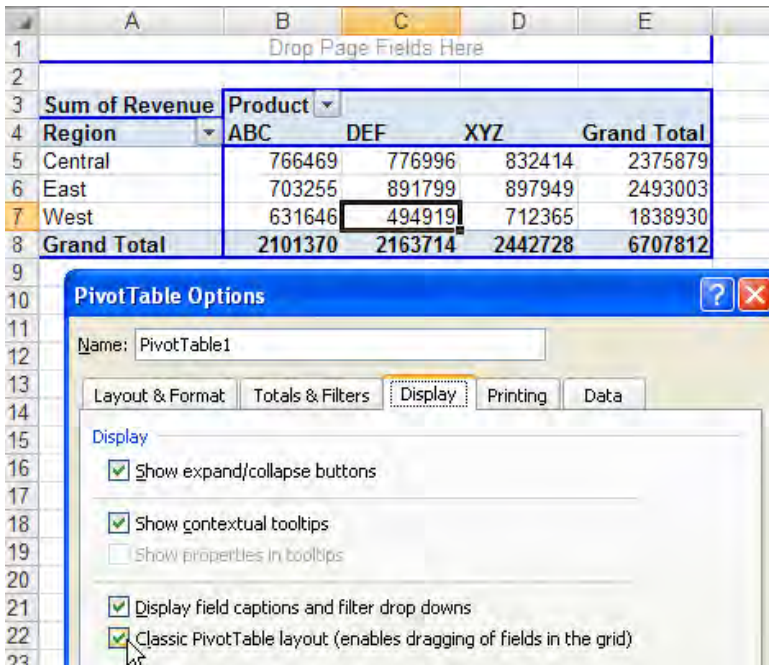 A B C D E
1 Drop Page Fields Here
2
3 Sum of Revenue Product
4 Region ABC DEF XYZ Grand Total
5 Central 766469 776996 832414 2375879
6 East 703255 891799 897949 2493003
7 West 631646 494919 712365 1838930
8 Grand Total 2101370 2163714 2442728 6707812
9
10 PivotTable Options ?
11
12 Name: PivotTable1
13
14 Layout & Format Totals & Filters Display Printing Data
15 Display
16 Show expand/collapse buttons
17
18 Show contextual tooltips
19 Show properties in tooltips
20
21 Display field captions and filter drop downs
22 Classic PivotTable layout (enables dragging of fields in the grid)
23